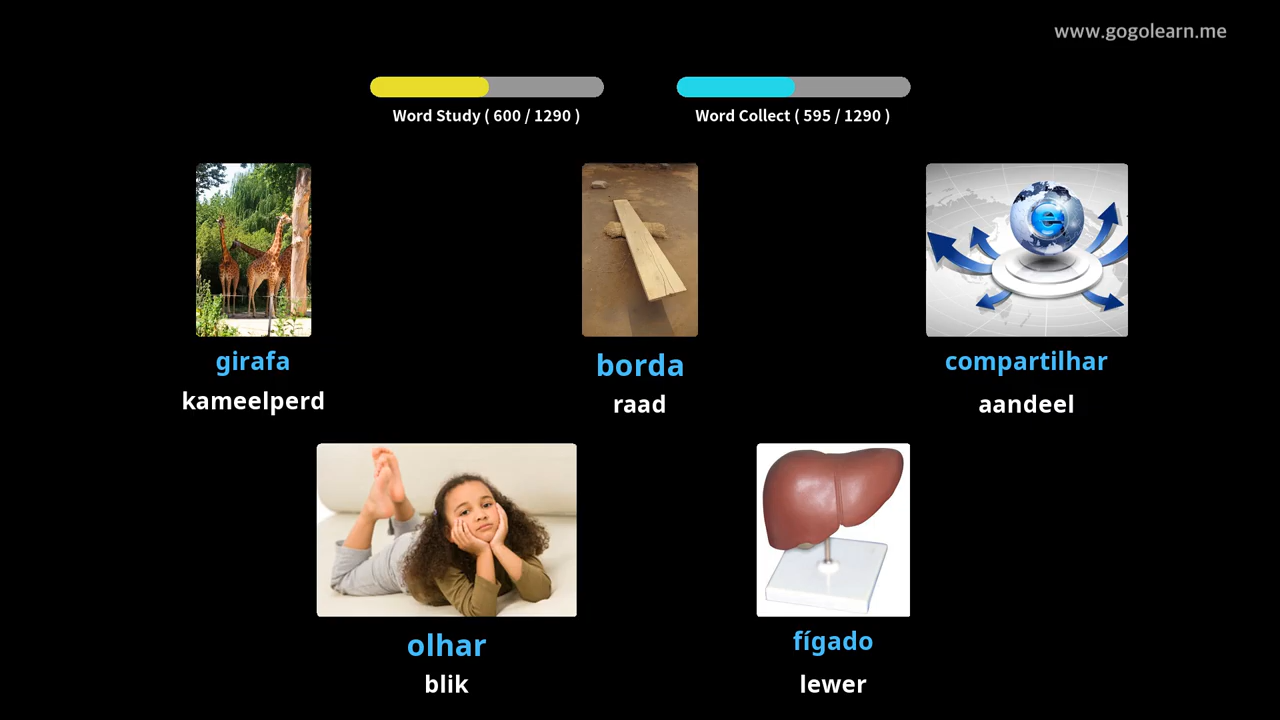 www.gogolearn.me
Word Study ( 600 / 1290 )
Word Collect ( 595 / 1290 )
girafa
kameelperd
borda
raad
compartilhar
aandeel
olhar
blik
fígado
lewer